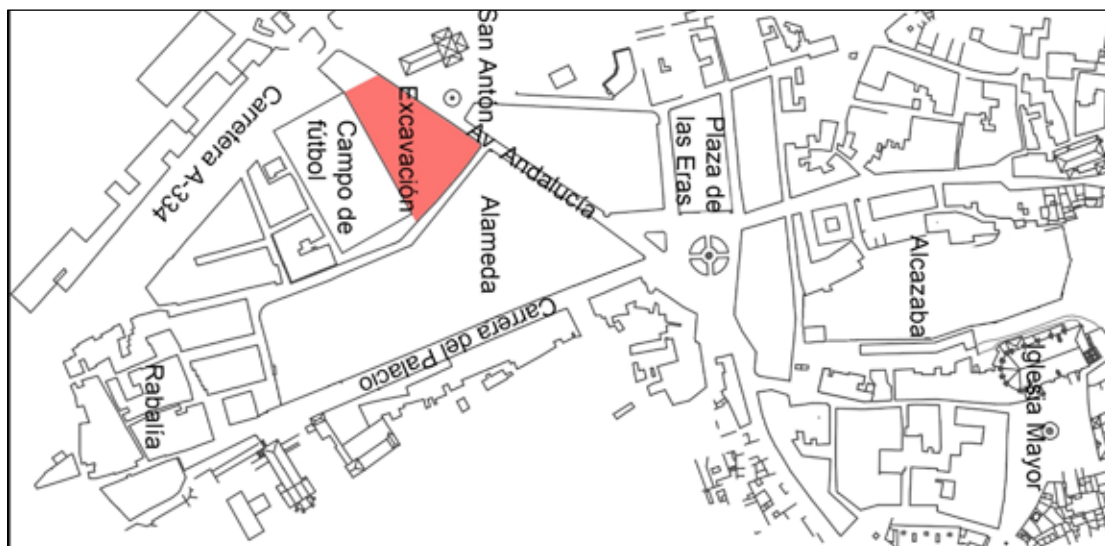 San Antón
Carretera A-334
Excavación
Campo de
fútbol
Av. Andalucía
Plaza de
las Eras
Alameda
Alcazaba
Carrera del Palacio
Rabalía
Iglesia Mayor